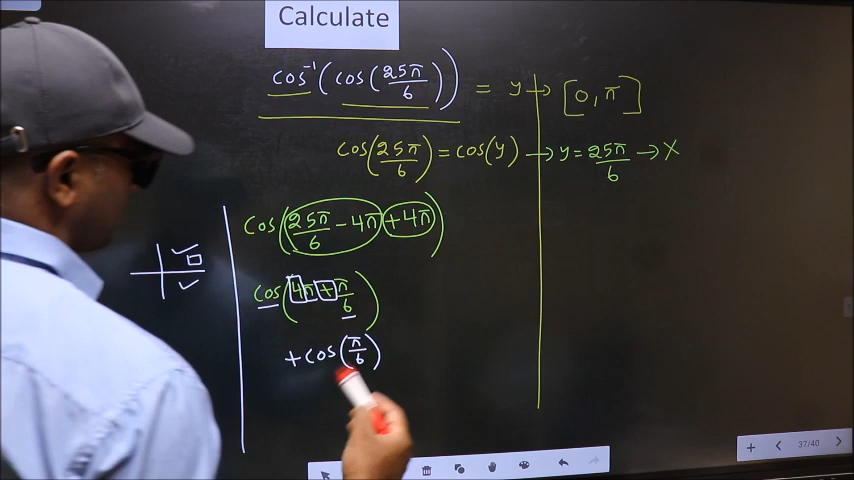 Calculate
cos⁻¹(cos(25π/6)) = y → [0, π]
cos(25π/6) = cos(y) → y = 25π/6 → X
cos(25π/6 − 4π + 4π)
cos(4π + π/6)
+ cos(π/6)
37/40